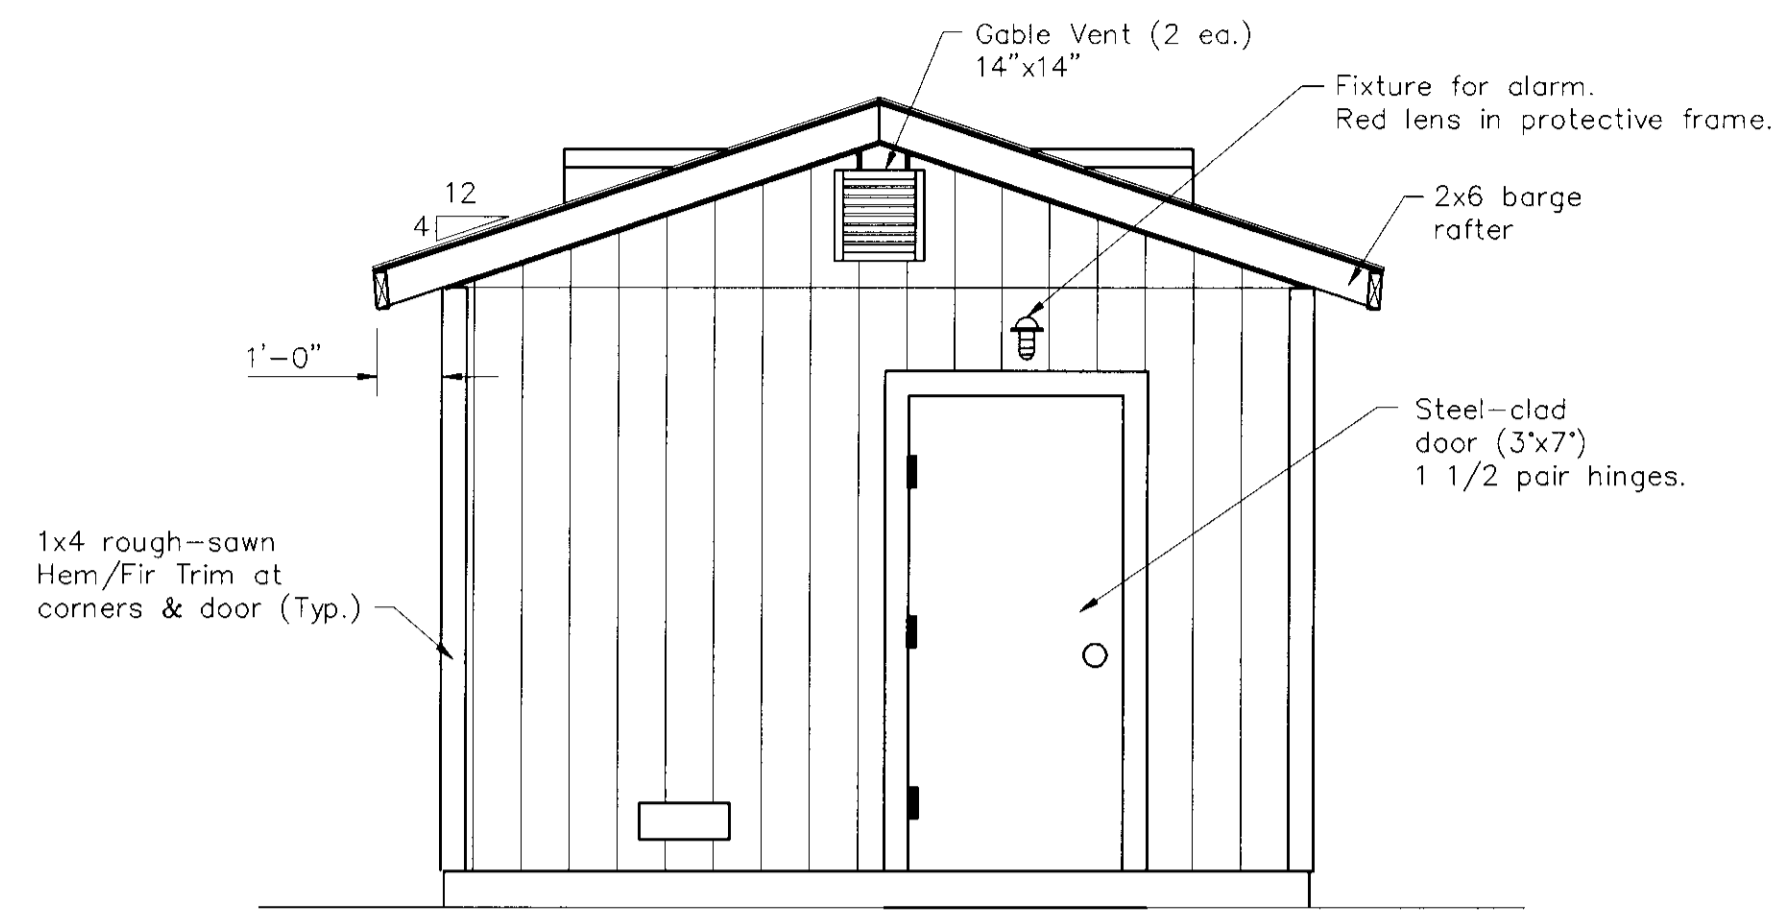 Gable Vent (2 ea.)
14"x14"
Fixture for alarm.
Red lens in protective frame.
12
4
2x6 barge
rafter
1'-0"
Steel-clad
door (3°x7°)
1 1/2 pair hinges.
1x4 rough-sawn
Hem/Fir Trim at
corners & door (Typ.)